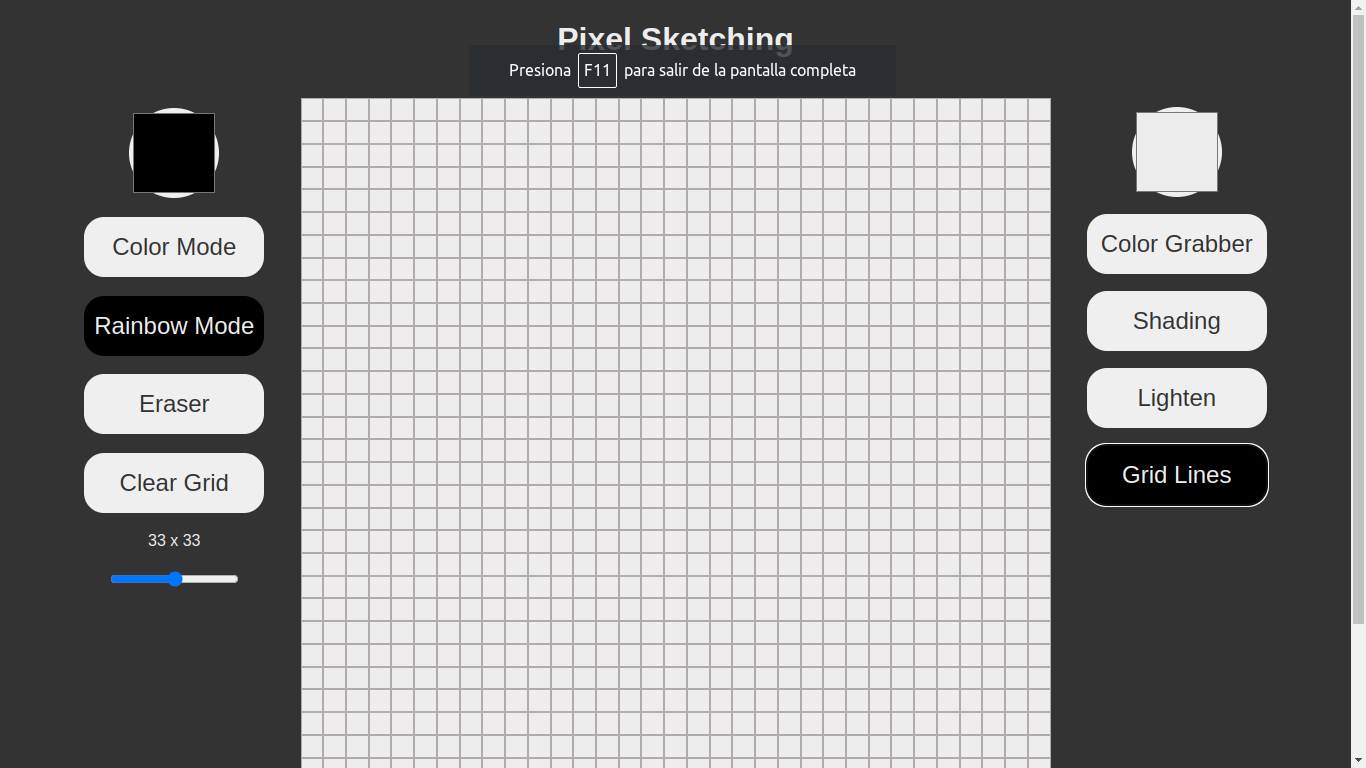 Pixel Sketching
Presiona F11 para salir de la pantalla completa
Color Mode
Rainbow Mode
Eraser
Clear Grid
33 x 33
Color Grabber
Shading
Lighten
Grid Lines